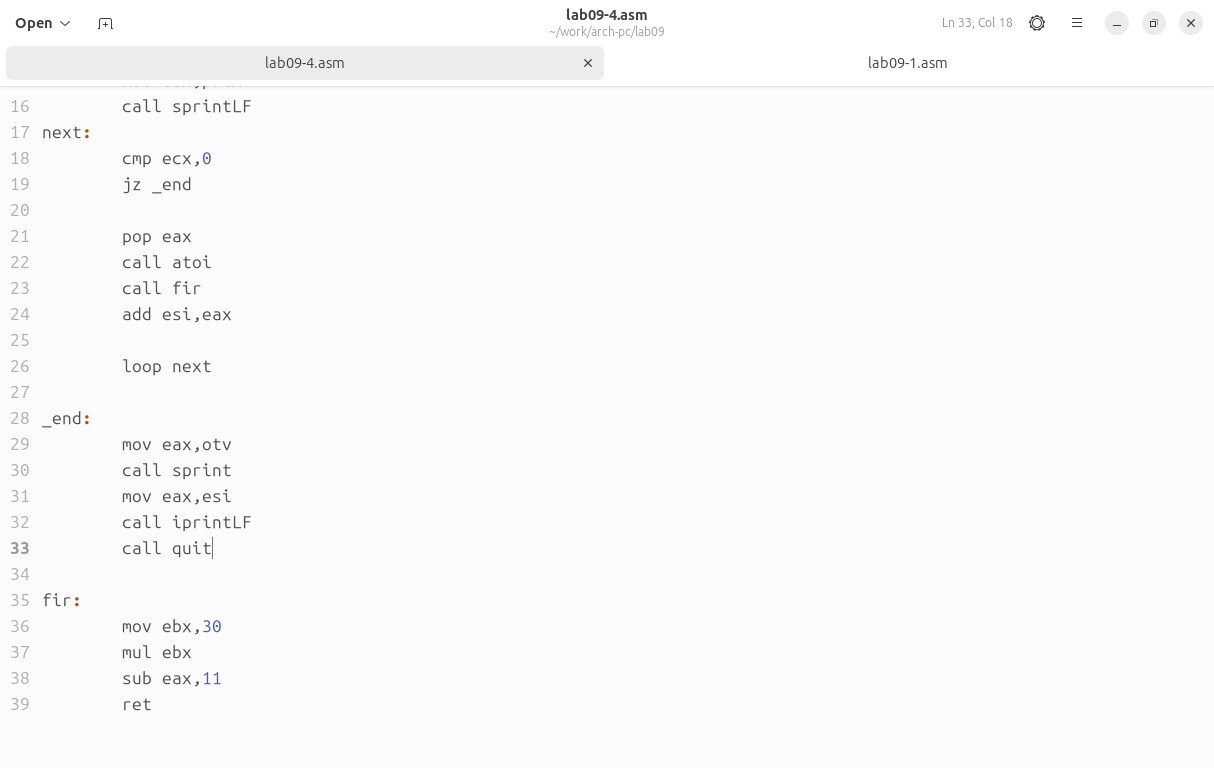 Open
lab09-4.asm
~/work/arch-pc/lab09
Ln 33, Col 18
lab09-4.asm
lab09-1.asm
16 call sprintLF
17 next:
18 cmp ecx,0
19 jz _end
20
21 pop eax
22 call atoi
23 call fir
24 add esi,eax
25
26 loop next
27
28 _end:
29 mov eax,otv
30 call sprint
31 mov eax,esi
32 call iprintLF
33 call quit
34
35 fir:
36 mov ebx,30
37 mul ebx
38 sub eax,11
39 ret